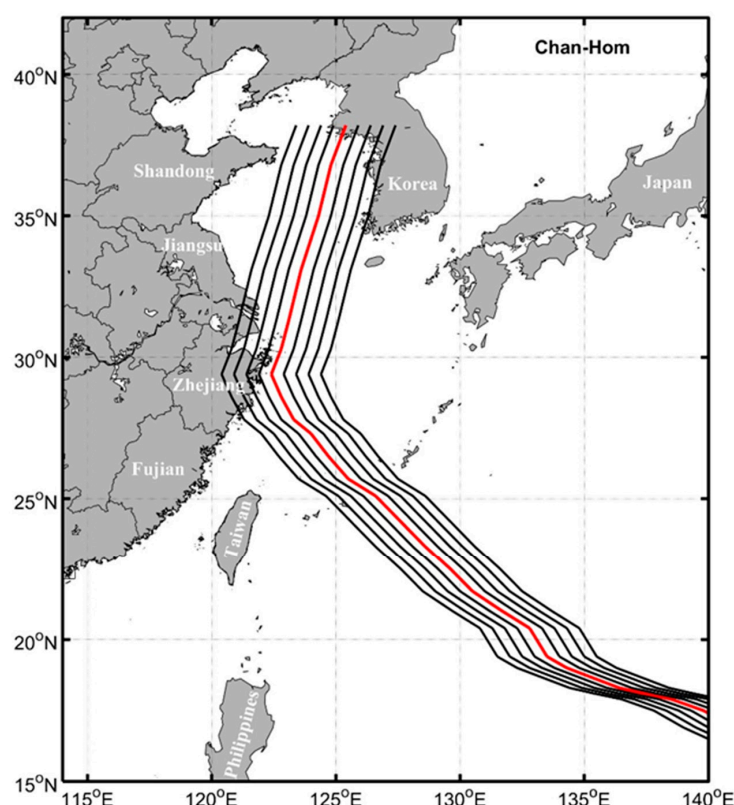 Chan-Hom
40°N
Shandong
Korea
Japan
35°N
Jiangsu
30°N
Zhejiang
Fujian
25°N
Taiwan
20°N
Philippines
15°N
115°E 120°E 125°E 130°E 135°E 140°E